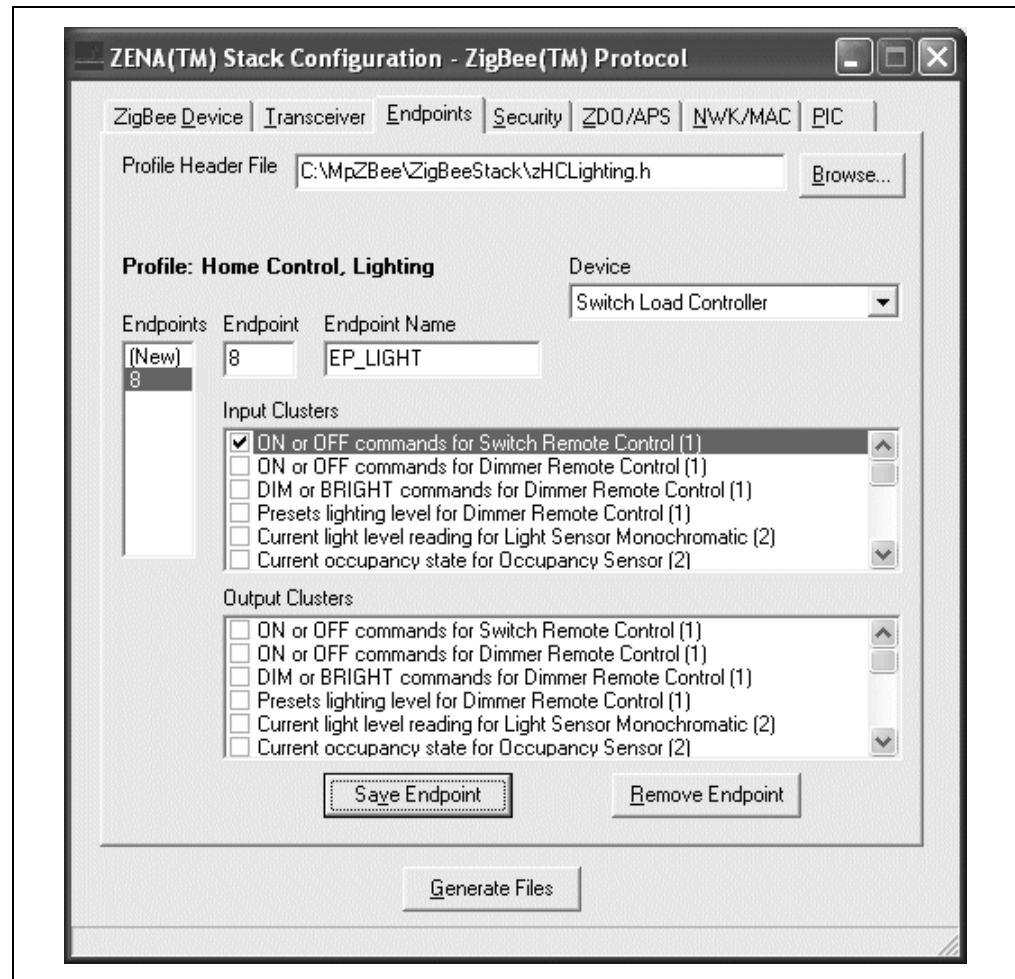 ZENA(TM) Stack Configuration - ZigBee(TM) Protocol
ZigBee Device Transceiver Endpoints Security ZDO/APS NWK/MAC PIC
Profile Header File C:\MpZBee\ZigBeeStack\zHCLighting.h Browse...
Profile: Home Control, Lighting
Device
Switch Load Controller
Endpoints Endpoint Endpoint Name
(New)
8
8 EP_LIGHT
Input Clusters
ON or OFF commands for Switch Remote Control (1)
ON or OFF commands for Dimmer Remote Control (1)
DIM or BRIGHT commands for Dimmer Remote Control (1)
Presets lighting level for Dimmer Remote Control (1)
Current light level reading for Light Sensor Monochromatic (2)
Current occupancy state for Occupancy Sensor (2)
Output Clusters
ON or OFF commands for Switch Remote Control (1)
ON or OFF commands for Dimmer Remote Control (1)
DIM or BRIGHT commands for Dimmer Remote Control (1)
Presets lighting level for Dimmer Remote Control (1)
Current light level reading for Light Sensor Monochromatic (2)
Current occupancy state for Occupancy Sensor (2)
Save Endpoint Remove Endpoint
Generate Files